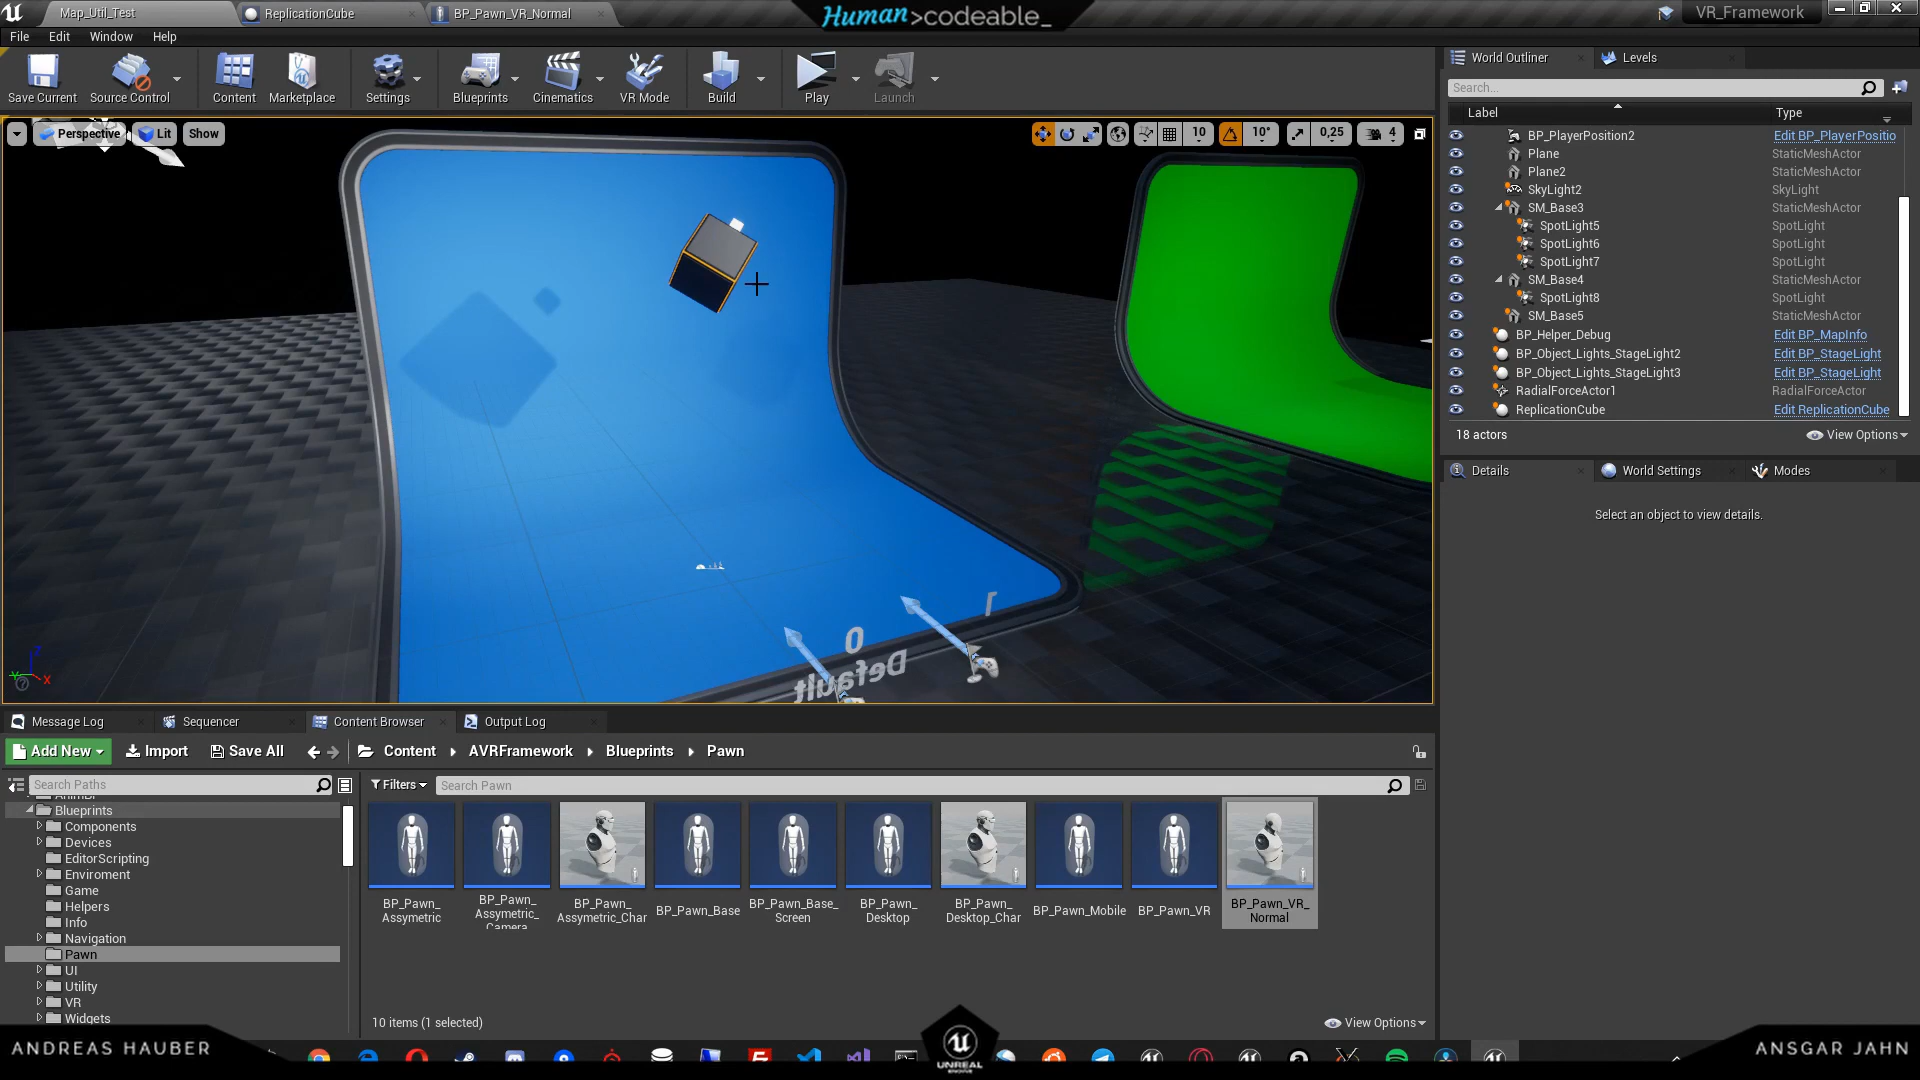 Map_Util_Test
ReplicationCube
BP_Pawn_VR_Normal
Human>codeable_
VR_Framework
File Edit Window Help
Save Current
Source Control
Content
Marketplace
Settings
Blueprints
Cinematics
VR Mode
Build
Play
Launch
Perspective
Lit
Show
10
10°
0,25
4
0
Default
1
X
Y
Z
World Outliner
Levels
Search...
Label Type
BP_PlayerPosition2 Edit BP_PlayerPositio
Plane StaticMeshActor
Plane2 StaticMeshActor
SkyLight2 SkyLight
SM_Base3 StaticMeshActor
SpotLight5 SpotLight
SpotLight6 SpotLight
SpotLight7 SpotLight
SM_Base4 StaticMeshActor
SpotLight8 SpotLight
SM_Base5 StaticMeshActor
BP_Helper_Debug Edit BP_MapInfo
BP_Object_Lights_StageLight2 Edit BP_StageLight
BP_Object_Lights_StageLight3 Edit BP_StageLight
RadialForceActor1 RadialForceActor
ReplicationCube Edit ReplicationCube
18 actors
View Options
Details
World Settings
Modes
Select an object to view details.
Message Log
Sequencer
Content Browser
Output Log
Add New
Import
Save All
Content
AVRFramework
Blueprints
Pawn
Search Paths
Filters
Search Pawn
Blueprints
Components
Devices
EditorScripting
Enviroment
Game
Helpers
Info
Navigation
Pawn
UI
Utility
VR
Widgets
BP_Pawn_
Assymetric
BP_Pawn_
Assymetric_
Camera
BP_Pawn_
Assymetric_Char
BP_Pawn_Base
BP_Pawn_Base_
Screen
BP_Pawn_
Desktop
BP_Pawn_
Desktop_Char
BP_Pawn_Mobile
BP_Pawn_VR
BP_Pawn_VR_
Normal
10 items (1 selected)
View Options
ANDREAS HAUBER
UNREAL
ENGINE
ANSGAR JAHN